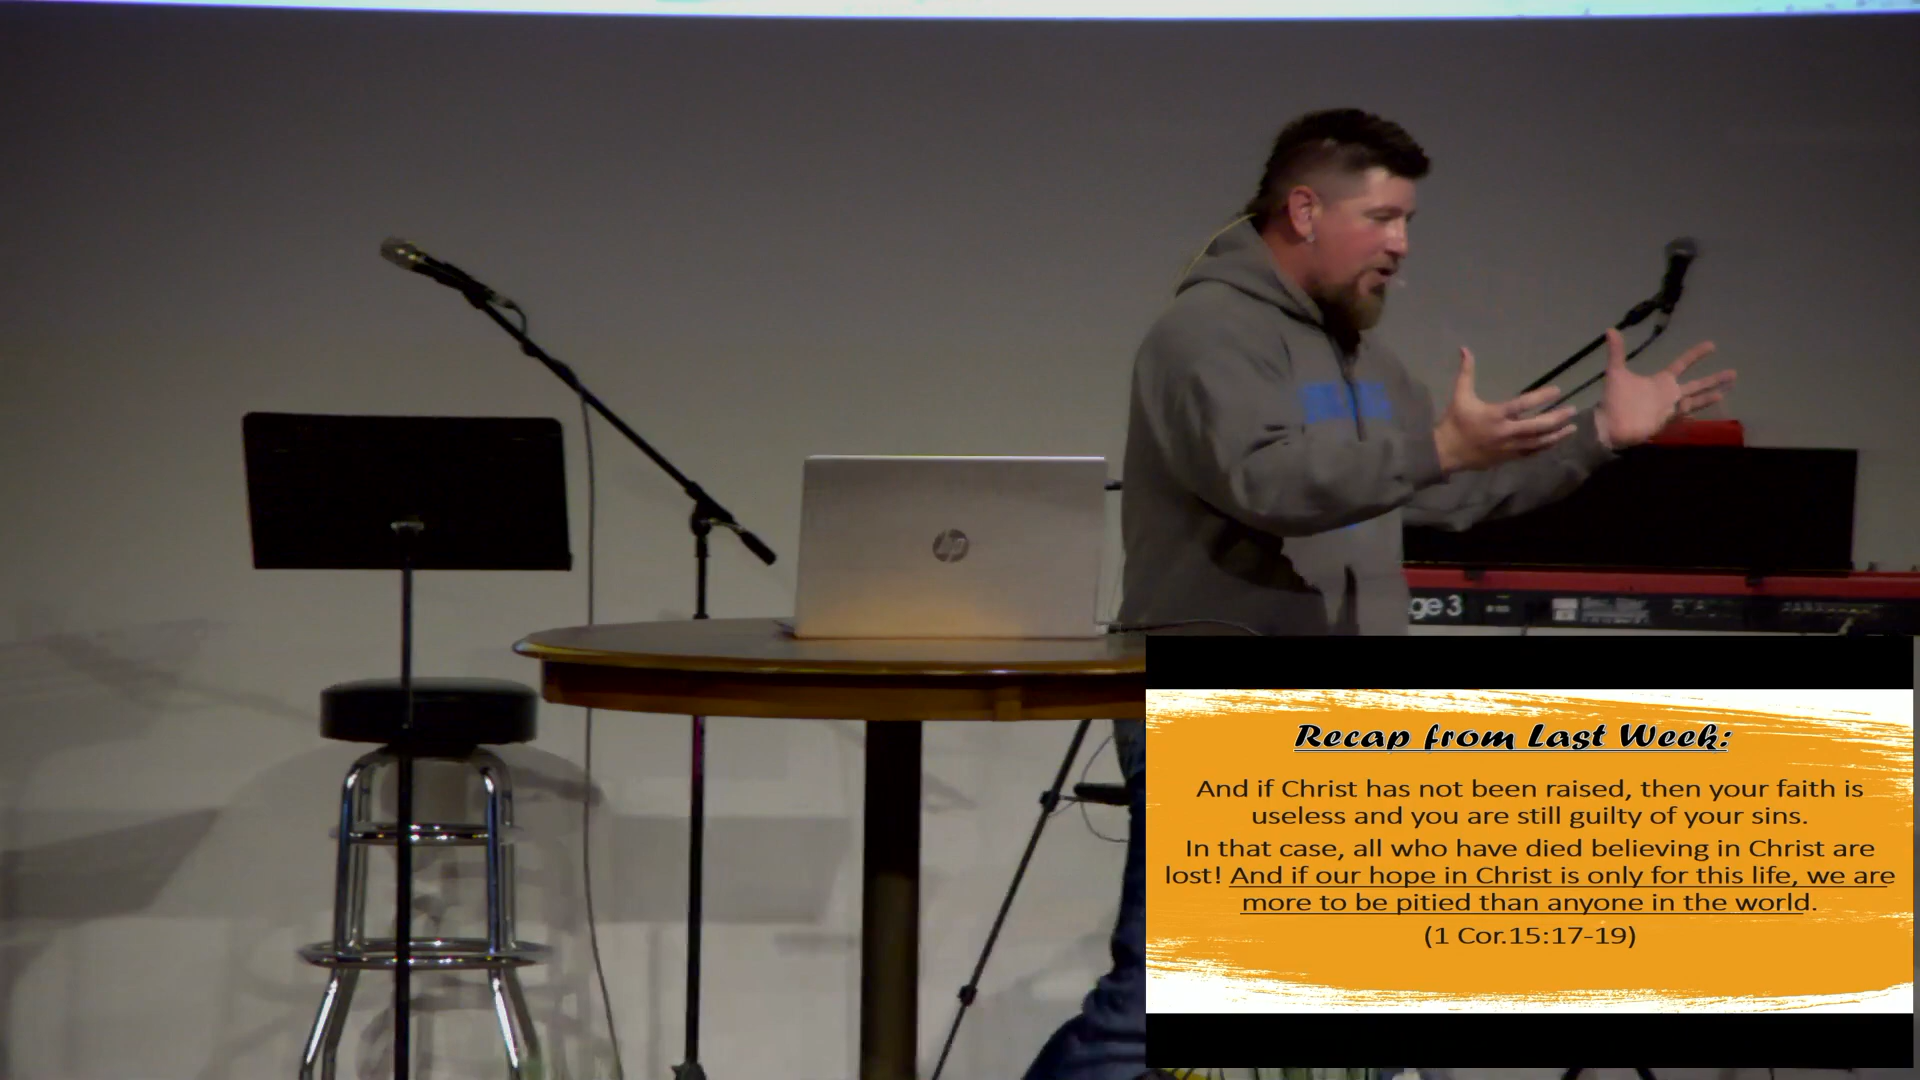 hp
ge 3
Recap from Last Week:
And if Christ has not been raised, then your faith is
useless and you are still guilty of your sins.
In that case, all who have died believing in Christ are
lost! And if our hope in Christ is only for this life, we are
more to be pitied than anyone in the world.
(1 Cor.15:17-19)